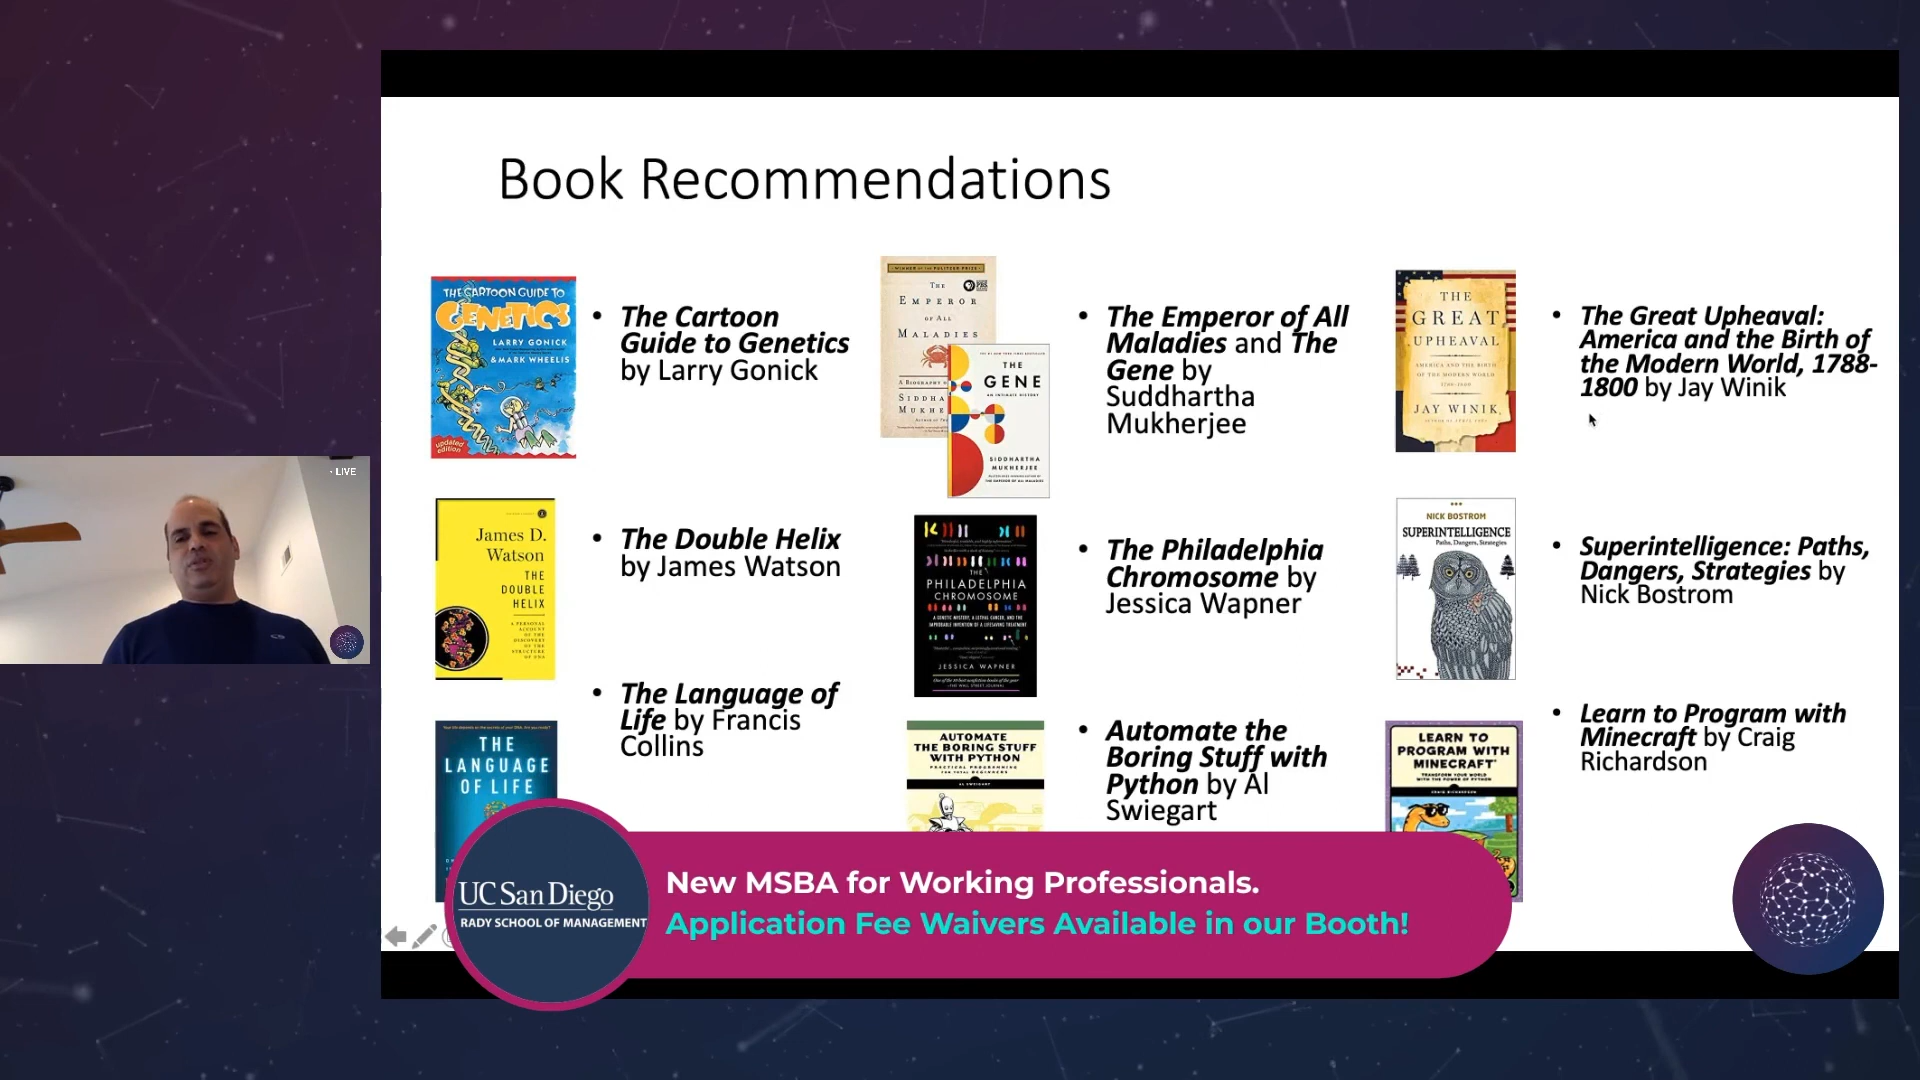 Book Recommendations
THE CARTOON GUIDE TO
GENETICS
LARRY GONICK
& MARK WHEELIS
updated
edition
• The Cartoon
Guide to Genetics
by Larry Gonick
James D.
Watson
THE
DOUBLE
HELIX
A PERSONAL
ACCOUNT
OF THE
DISCOVERY
OF THE
STRUCTURE
OF DNA
• The Double Helix
by James Watson
THE
LANGUAGE
OF LIFE
• The Language of
Life by Francis
Collins
WINNER OF THE PULITZER PRIZE
PBS
THE
EMPEROR
OF ALL
MALADIES
A BIOGRAPHY
SIDDHA
MUKHE
THE
GENE
AN INTIMATE HISTORY
SIDDHARTHA
MUKHERJEE
• The Emperor of All
Maladies and The
Gene by
Suddhartha
Mukherjee
THE
PHILADELPHIA
CHROMOSOME
A GENETIC MYSTERY, A LETHAL CANCER, AND THE
IMPROBABLE INVENTION OF A LIFESAVING TREATMENT
JESSICA WAPNER
• The Philadelphia
Chromosome by
Jessica Wapner
AUTOMATE
THE BORING STUFF
WITH PYTHON
PRACTICAL PROGRAMMING
FOR TOTAL BEGINNERS
AL SWEIGART
• Automate the
Boring Stuff with
Python by Al
Swiegart
THE
GREAT
UPHEAVAL
AMERICA AND THE BIRTH
OF THE MODERN WORLD
1788-1800
JAY WINIK
• The Great Upheaval:
America and the Birth of
the Modern World, 1788-
1800 by Jay Winik
NICK BOSTROM
SUPERINTELLIGENCE
Paths, Dangers, Strategies
• Superintelligence: Paths,
Dangers, Strategies by
Nick Bostrom
LEARN TO
PROGRAM WITH
MINECRAFT
TRANSFORM YOUR WORLD
WITH THE POWER OF PYTHON
CRAIG RICHARDSON
• Learn to Program with
Minecraft by Craig
Richardson
• LIVE
UC San Diego
RADY SCHOOL OF MANAGEMENT
New MSBA for Working Professionals.
Application Fee Waivers Available in our Booth!